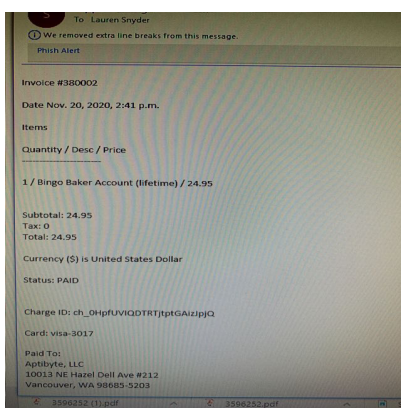 S
To Lauren Snyder
We removed extra line breaks from this message.
Phish Alert
Invoice #380002
Date Nov. 20, 2020, 2:41 p.m.
Items
Quantity / Desc / Price
1 / Bingo Baker Account (lifetime) / 24.95
Subtotal: 24.95
Tax: 0
Total: 24.95
Currency ($) is United States Dollar
Status: PAID
Charge ID: ch_0HpfUVIQDTRTjtptGAizIpjQ
Card: visa-3017
Paid To:
Aptibyte, LLC
10013 NE Hazel Dell Ave #212
Vancouver, WA 98685-5203
3596252 (1).pdf
3596252.pdf